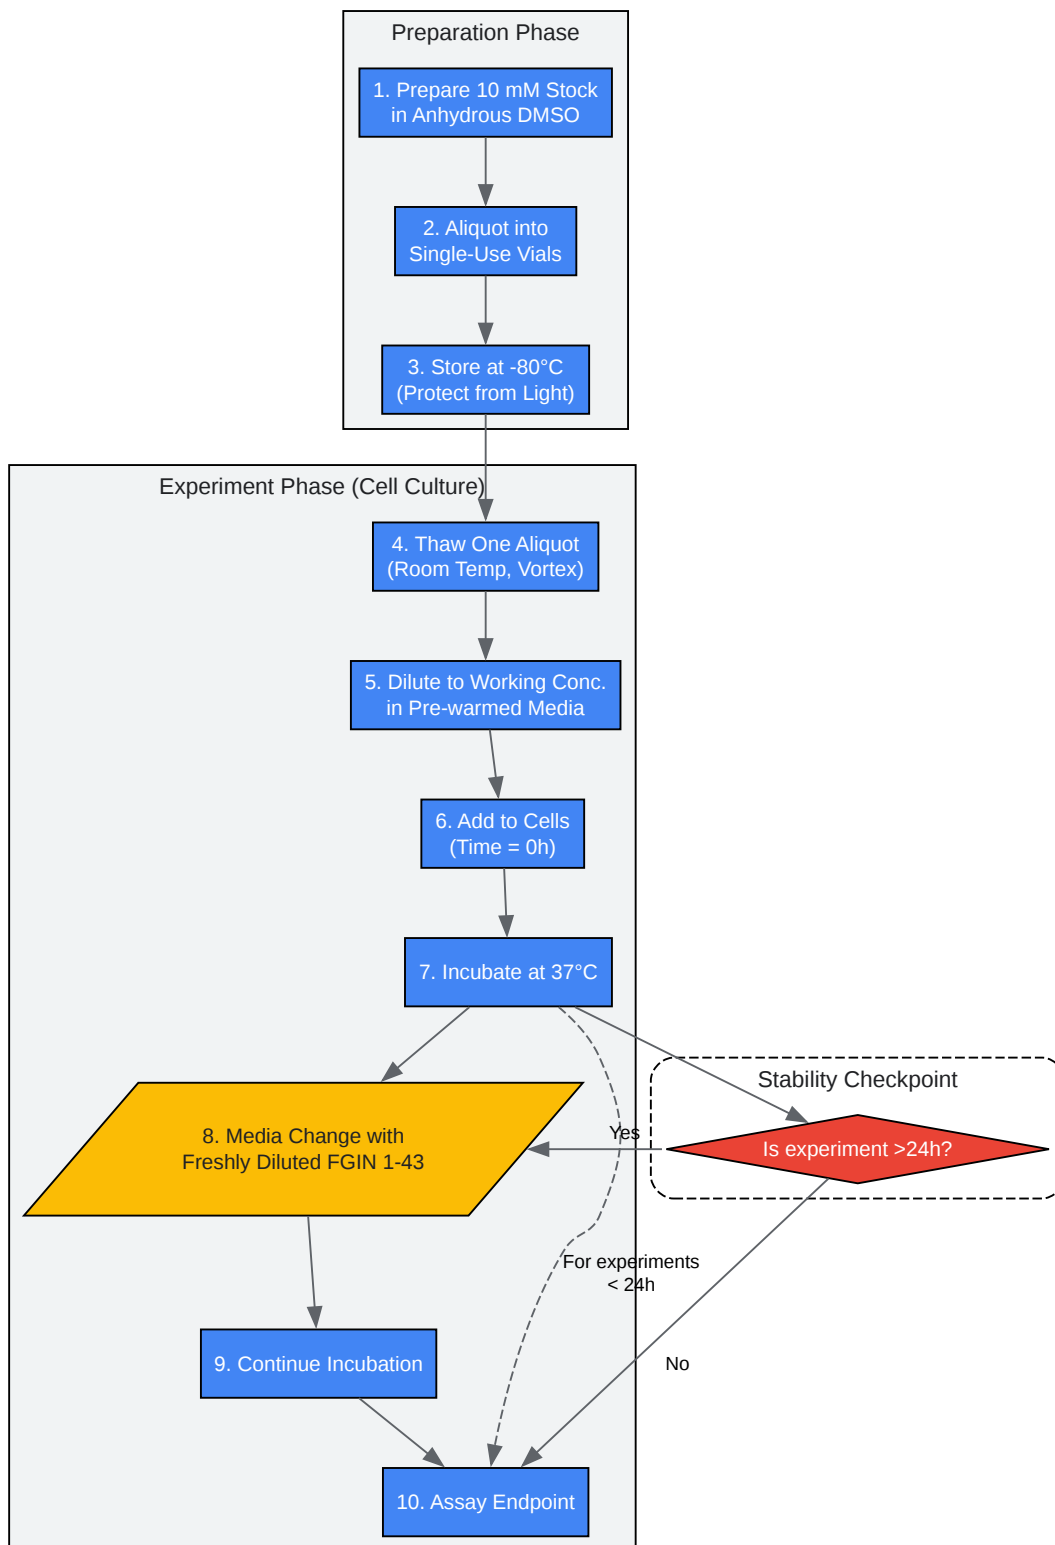 Preparation Phase
1. Prepare 10 mM Stock
in Anhydrous DMSO
2. Aliquot into
Single-Use Vials
3. Store at -80°C
(Protect from Light)
Experiment Phase (Cell Culture)
4. Thaw One Aliquot
(Room Temp, Vortex)
5. Dilute to Working Conc.
in Pre-warmed Media
6. Add to Cells
(Time = 0h)
7. Incubate at 37°C
Stability Checkpoint
Is experiment >24h?
Yes
8. Media Change with
Freshly Diluted FGIN 1-43
For experiments
< 24h
No
9. Continue Incubation
10. Assay Endpoint